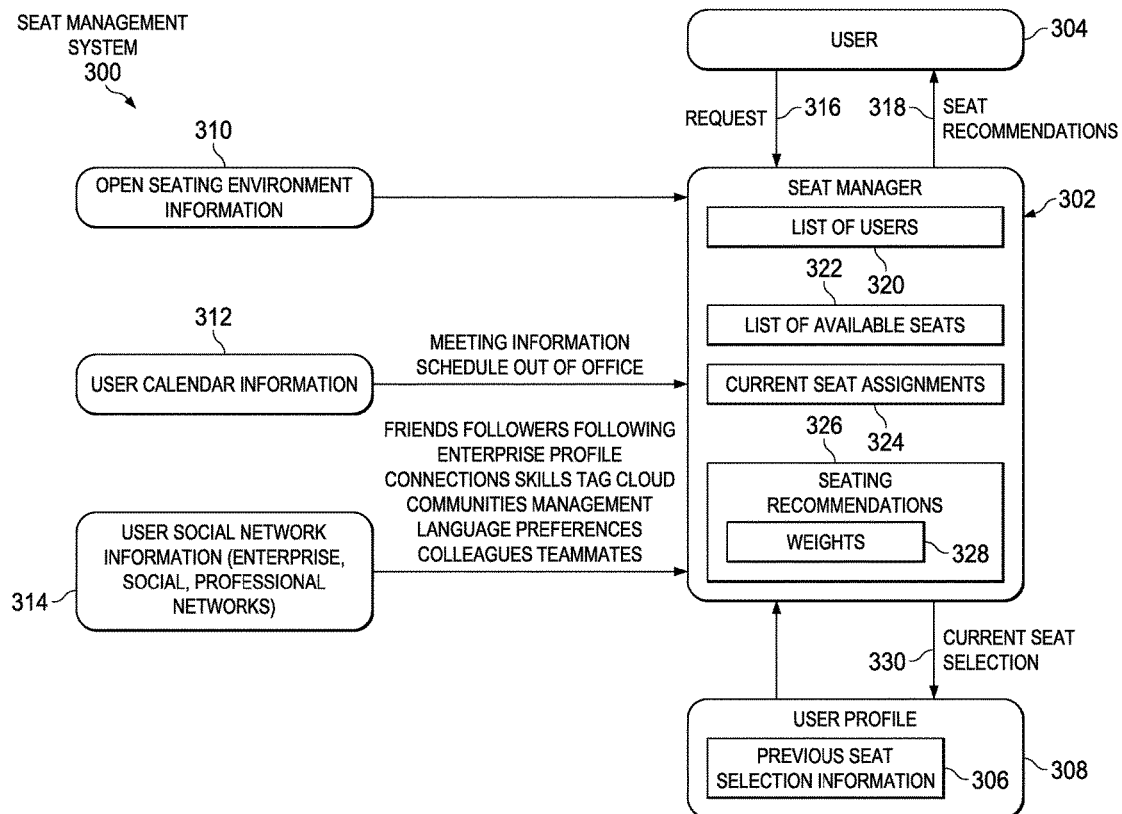 SEAT MANAGEMENT
SYSTEM
300
USER
304
REQUEST
316
318
SEAT
RECOMMENDATIONS
310
OPEN SEATING ENVIRONMENT
INFORMATION
SEAT MANAGER
302
LIST OF USERS
320
322
LIST OF AVAILABLE SEATS
312
USER CALENDAR INFORMATION
MEETING INFORMATION
SCHEDULE OUT OF OFFICE
CURRENT SEAT ASSIGNMENTS
324
326
SEATING
RECOMMENDATIONS
WEIGHTS
328
FRIENDS FOLLOWERS FOLLOWING
ENTERPRISE PROFILE
CONNECTIONS SKILLS TAG CLOUD
COMMUNITIES MANAGEMENT
LANGUAGE PREFERENCES
COLLEAGUES TEAMMATES
USER SOCIAL NETWORK
INFORMATION (ENTERPRISE,
SOCIAL, PROFESSIONAL
NETWORKS)
314
330
CURRENT SEAT
SELECTION
USER PROFILE
PREVIOUS SEAT
SELECTION INFORMATION
306
308